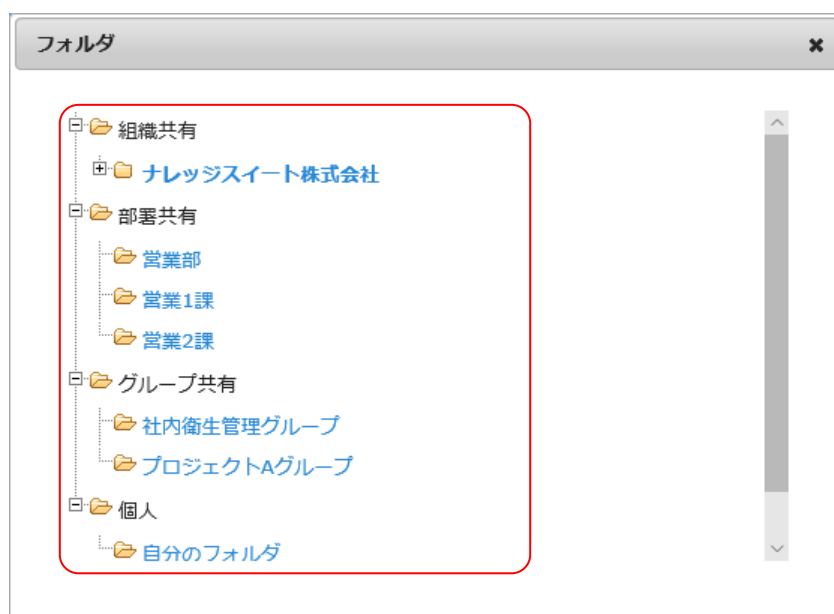 フォルダ
組織共有
ナレッジスイート株式会社
部署共有
営業部
営業1課
営業2課
グループ共有
社内衛生管理グループ
プロジェクトAグループ
個人
自分のフォルダ